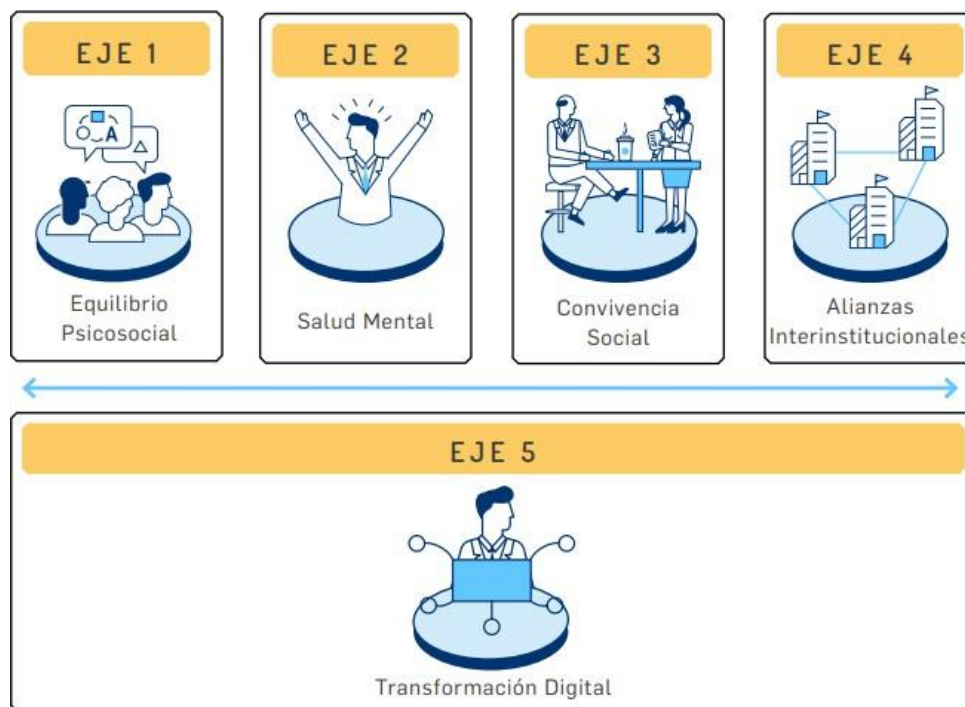 EJE 1
EJE 2
EJE 3
EJE 4
A
Equilibrio
Psicosocial
Salud Mental
Convivencia
Social
Alianzas
Interinstitucionales
EJE 5
Transformación Digital